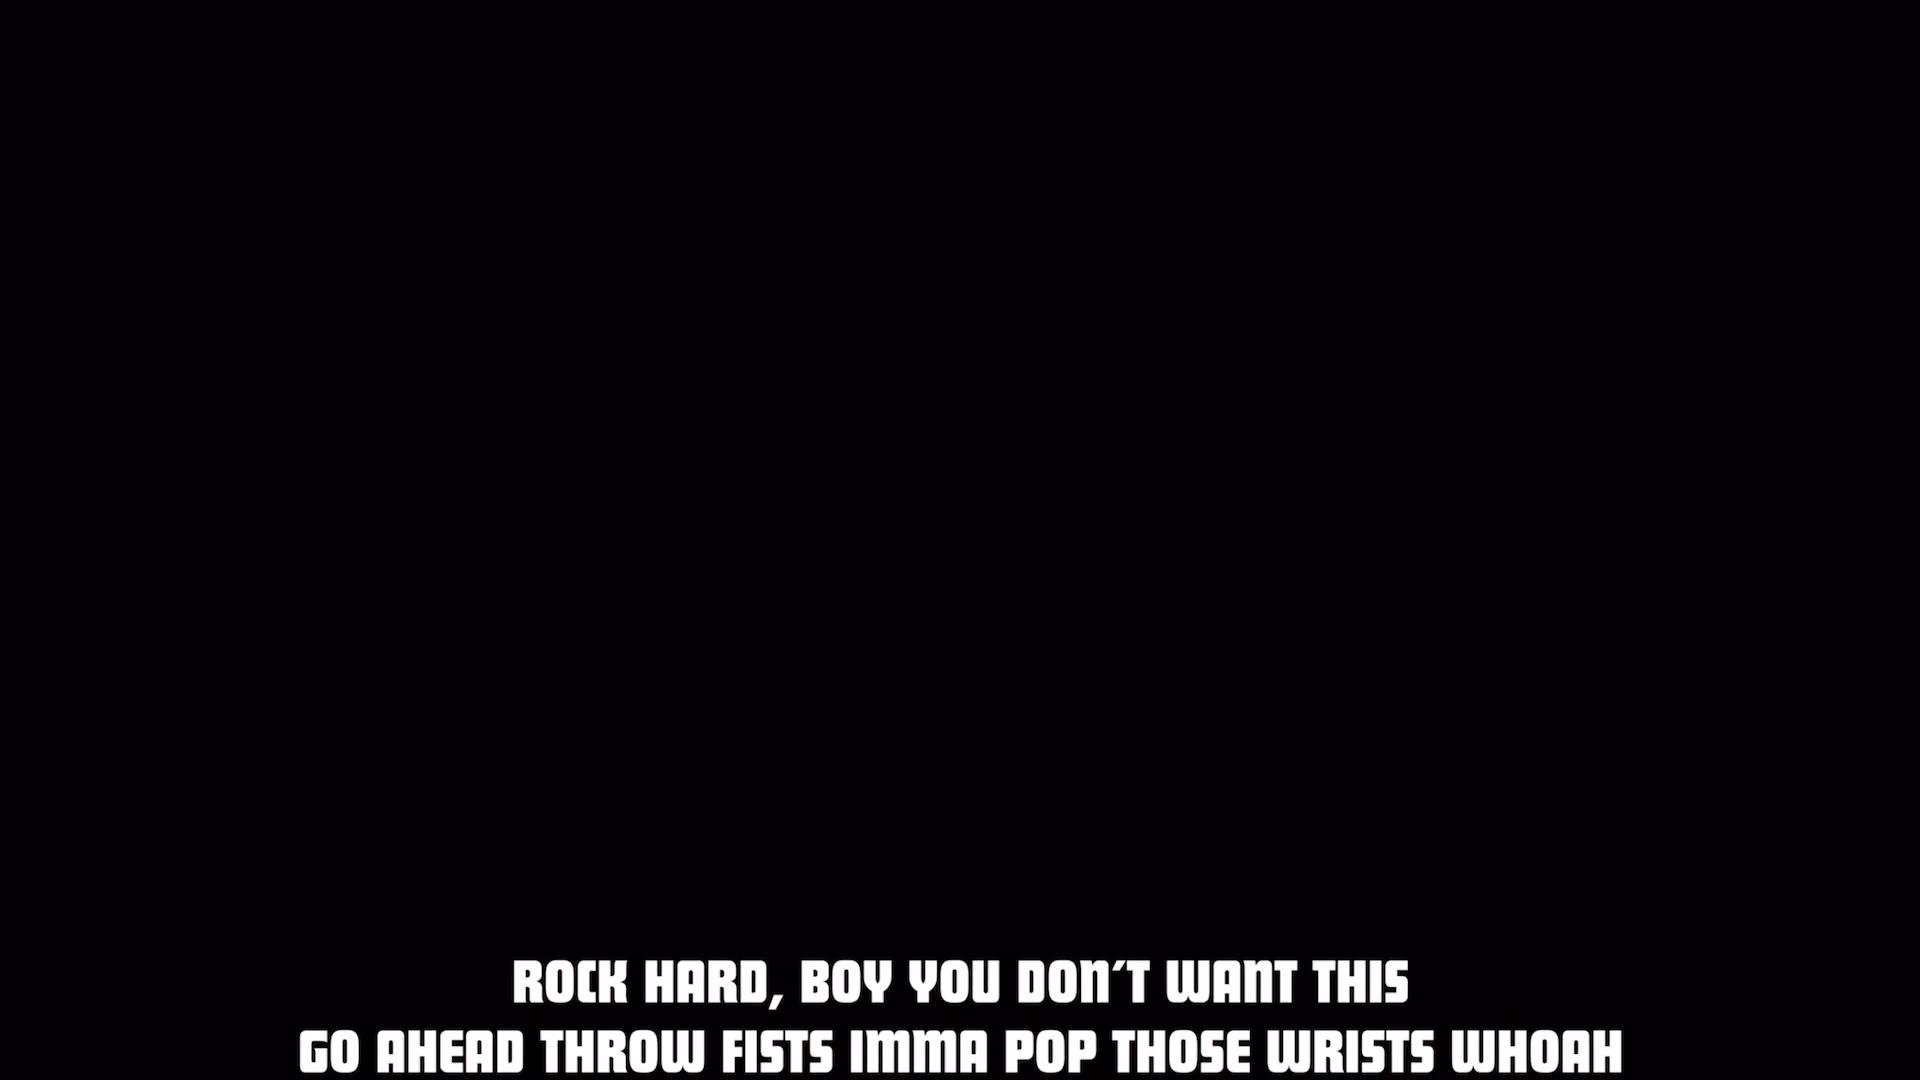 ROCK HARD, BOY YOU DON'T WANT THIS
GO AHEAD THROW FISTS IMMA POP THOSE WRISTS WHOAH